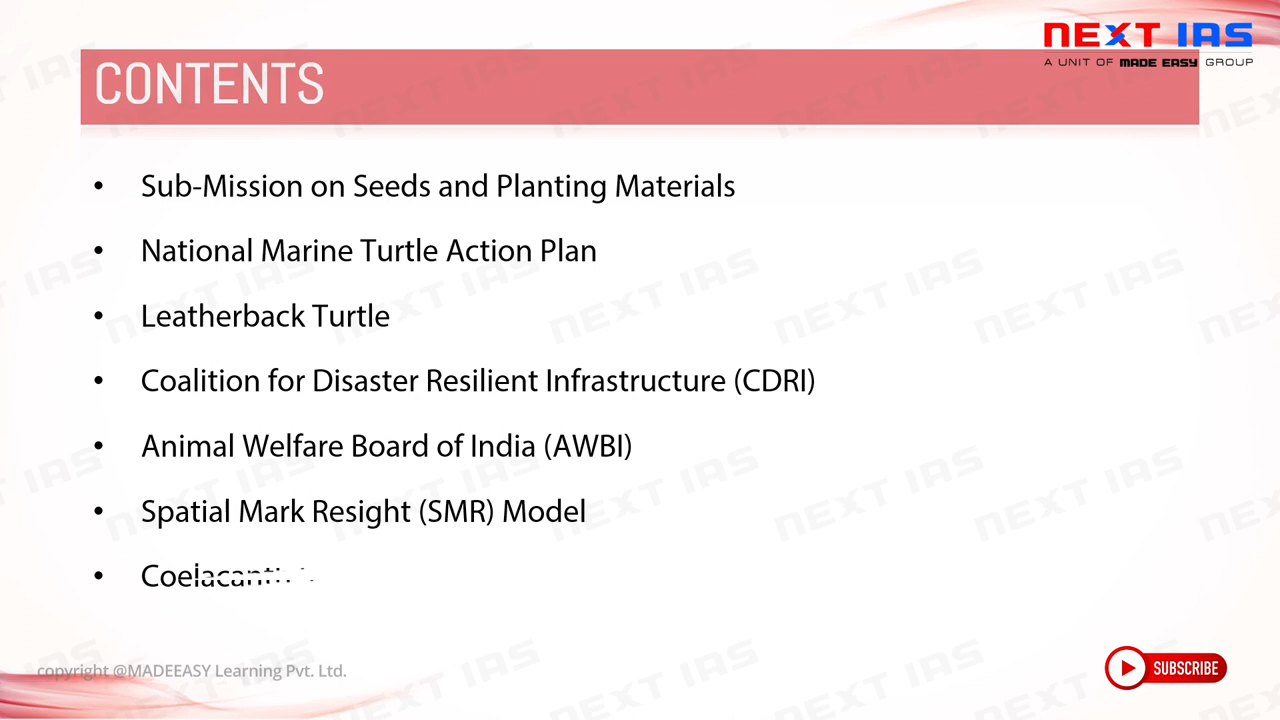 NEXT IAS
A UNIT OF MADE EASY GROUP
CONTENTS
• Sub-Mission on Seeds and Planting Materials
• National Marine Turtle Action Plan
• Leatherback Turtle
• Coalition for Disaster Resilient Infrastructure (CDRI)
• Animal Welfare Board of India (AWBI)
• Spatial Mark Resight (SMR) Model
•
copyright @MADEEASY Learning Pvt. Ltd.
SUBSCRIBE